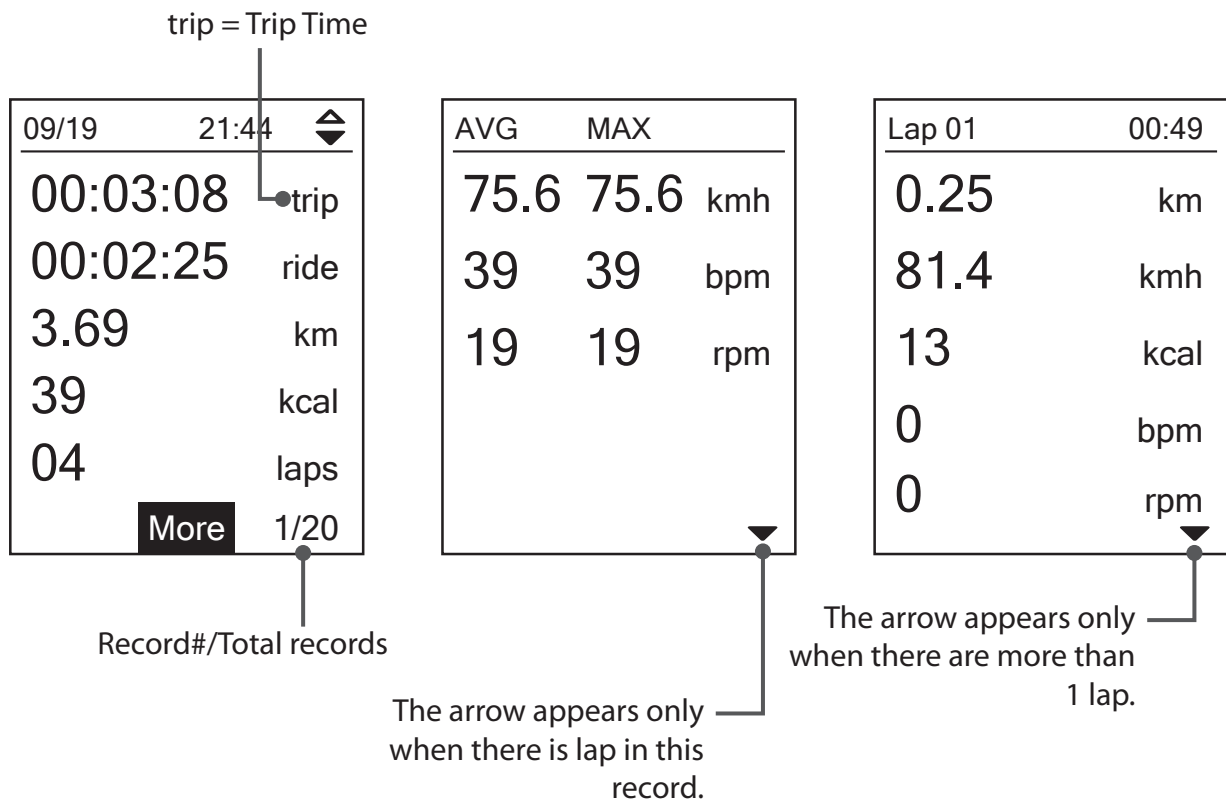 trip = Trip Time
09/19 21:44
00:03:08 trip
00:02:25 ride
3.69 km
39 kcal
04 laps
More 1/20
Record#/Total records
AVG MAX
75.6 75.6 kmh
39 39 bpm
19 19 rpm
The arrow appears only
when there is lap in this
record.
Lap 01 00:49
0.25 km
81.4 kmh
13 kcal
0 bpm
0 rpm
The arrow appears only
when there are more than
1 lap.